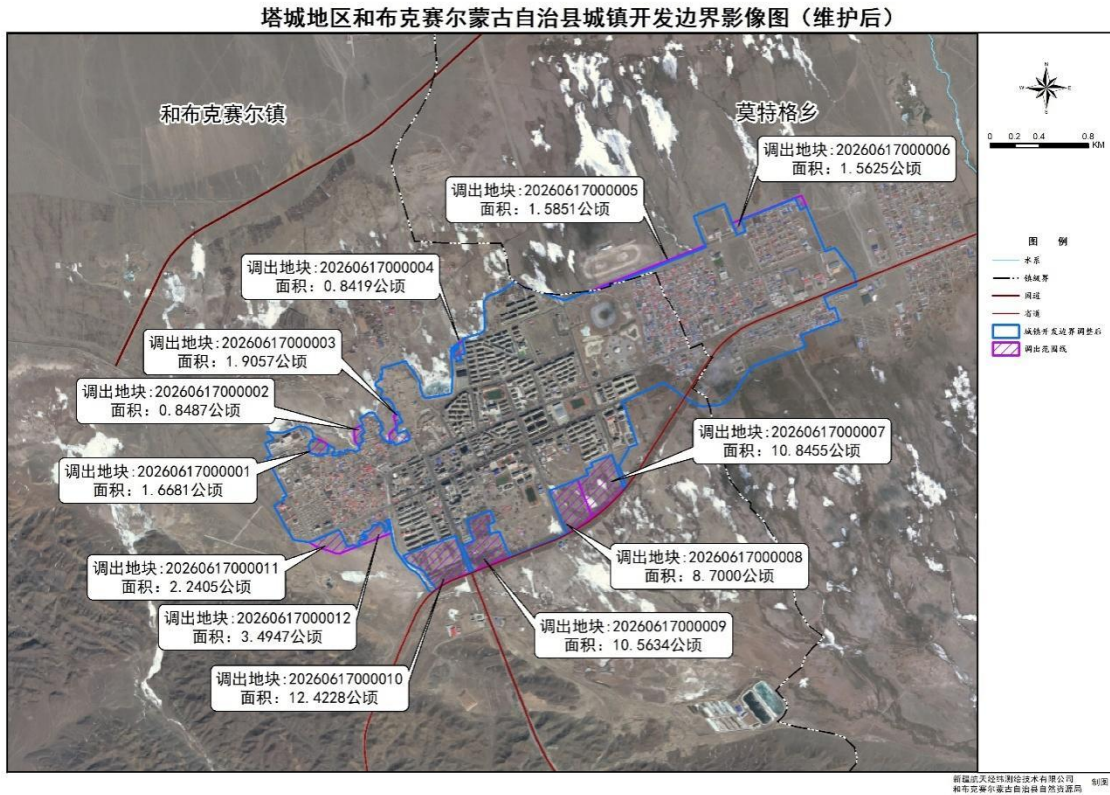 塔城地区和布克赛尔蒙古自治县城镇开发边界影像图（维护后）
和布克赛尔镇
莫特格乡
N
W
E
S
0 0.2 0.4 0.8
KM
调出地块:20260617000006
面积: 1.5625公顷
调出地块:20260617000005
面积: 1.5851公顷
调出地块:20260617000004
面积: 0.8419公顷
调出地块:20260617000003
面积: 1.9057公顷
调出地块:20260617000002
面积: 0.8487公顷
调出地块:20260617000001
面积: 1.6681公顷
调出地块:20260617000007
面积: 10.8455公顷
调出地块:20260617000008
面积: 8.7000公顷
调出地块:20260617000011
面积: 2.2405公顷
调出地块:20260617000012
面积: 3.4947公顷
调出地块:20260617000009
面积: 10.5634公顷
调出地块:20260617000010
面积: 12.4228公顷
图 例
水系
镇级界
国道
省道
城镇开发边界调整后
调出范围线
新疆航天经纬测绘技术有限公司
和布克赛尔蒙古自治县自然资源局 制图